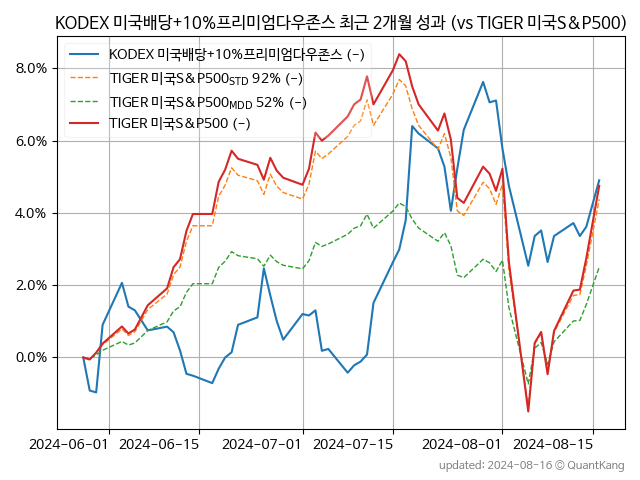 KODEX 미국배당+10%프리미엄다우존스 최근 2개월 성과 (vs TIGER 미국S&P500)
KODEX 미국배당+10%프리미엄다우존스 (-)
TIGER 미국S&P500STD 92% (-)
TIGER 미국S&P500MDD 52% (-)
TIGER 미국S&P500 (-)
8.0%
6.0%
4.0%
2.0%
0.0%
2024-06-01 2024-06-15 2024-07-01 2024-07-15 2024-08-01 2024-08-15
updated: 2024-08-16 © QuantKang